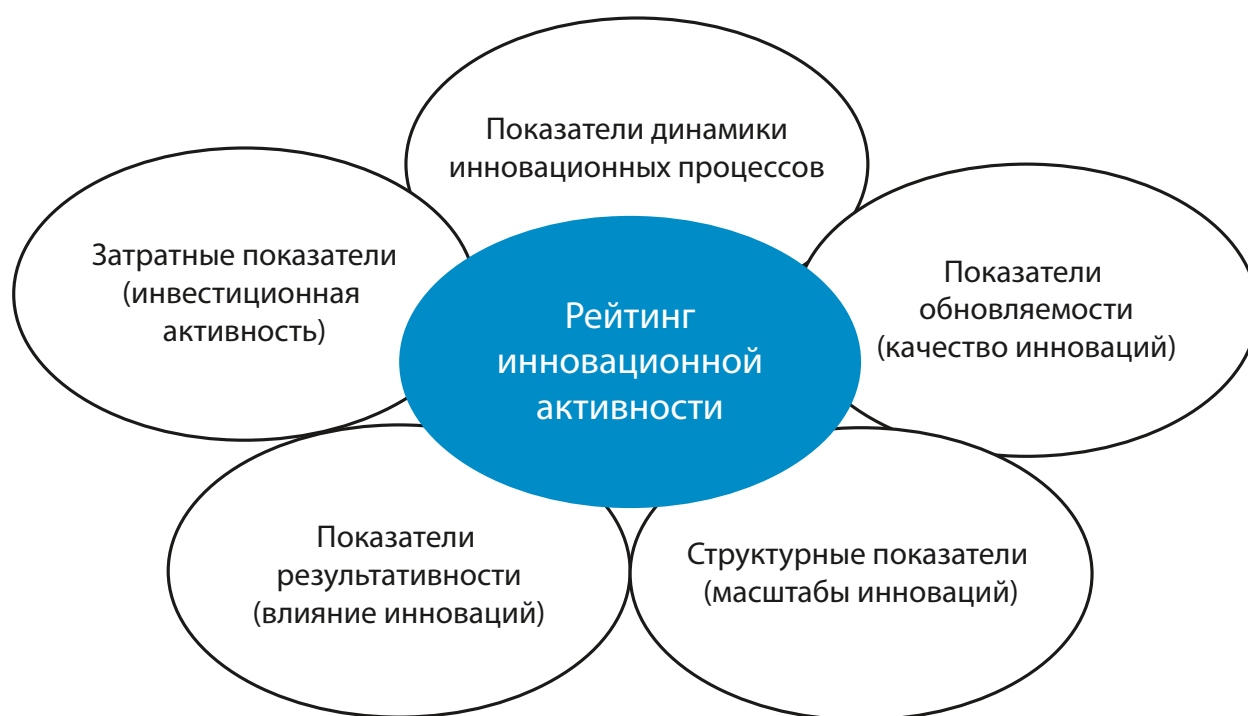 Показатели динамики
инновационных процессов
Затратные показатели
(инвестиционная
активность)
Показатели
обновляемости
(качество инноваций)
Рейтинг
инновационной
активности
Показатели
результативности
(влияние инноваций)
Структурные показатели
(масштабы инноваций)